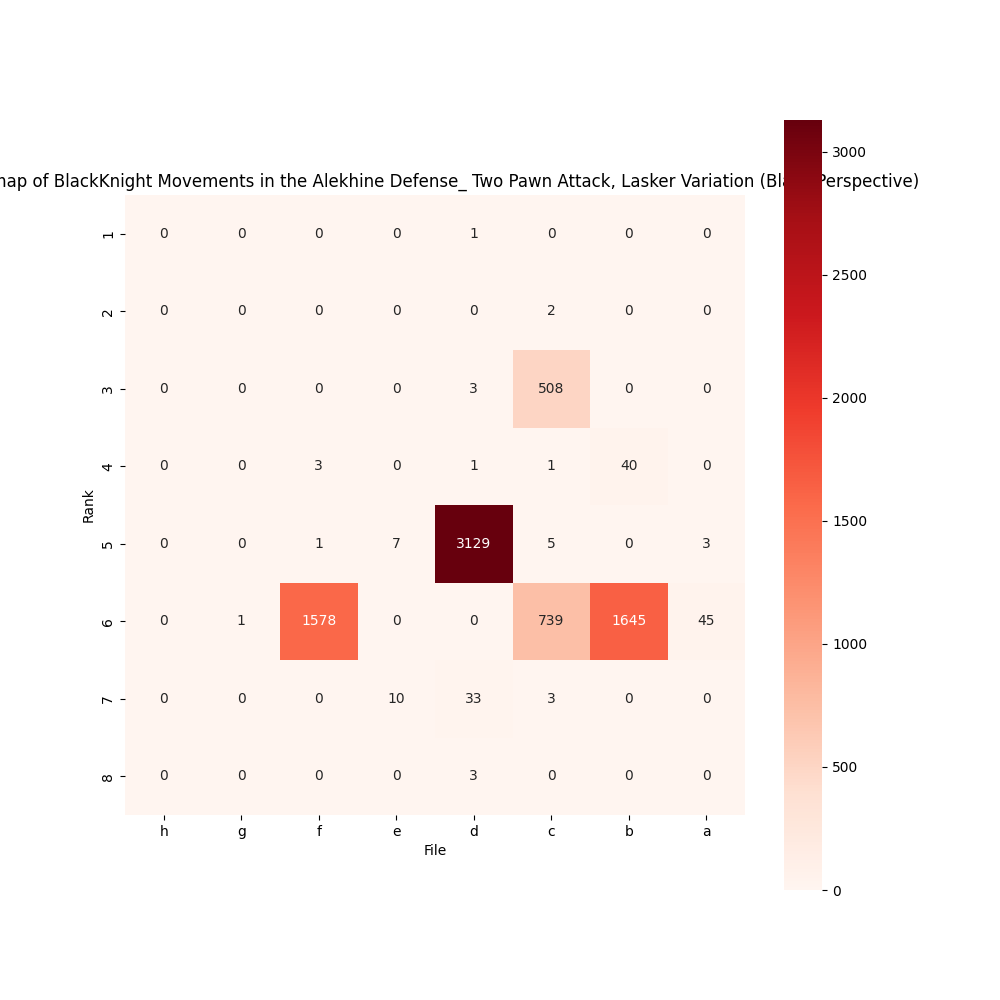 map of BlackKnight Movements in the Alekhine Defense_ Two Pawn Attack, Lasker Variation (Bla Perspective)
3000
1 0 0 0 0 1 0 0 0
2500
2 0 0 0 0 0 2 0 0
3 0 0 0 0 3 508 0 0
2000
4 0 0 3 0 1 1 40 0
Rank
1500
5 0 0 1 7 3129 5 0 3
6 0 1 1578 0 0 739 1645 45
1000
7 0 0 0 10 33 3 0 0
500
8 0 0 0 0 3 0 0 0
h g f e d c b a
File
0